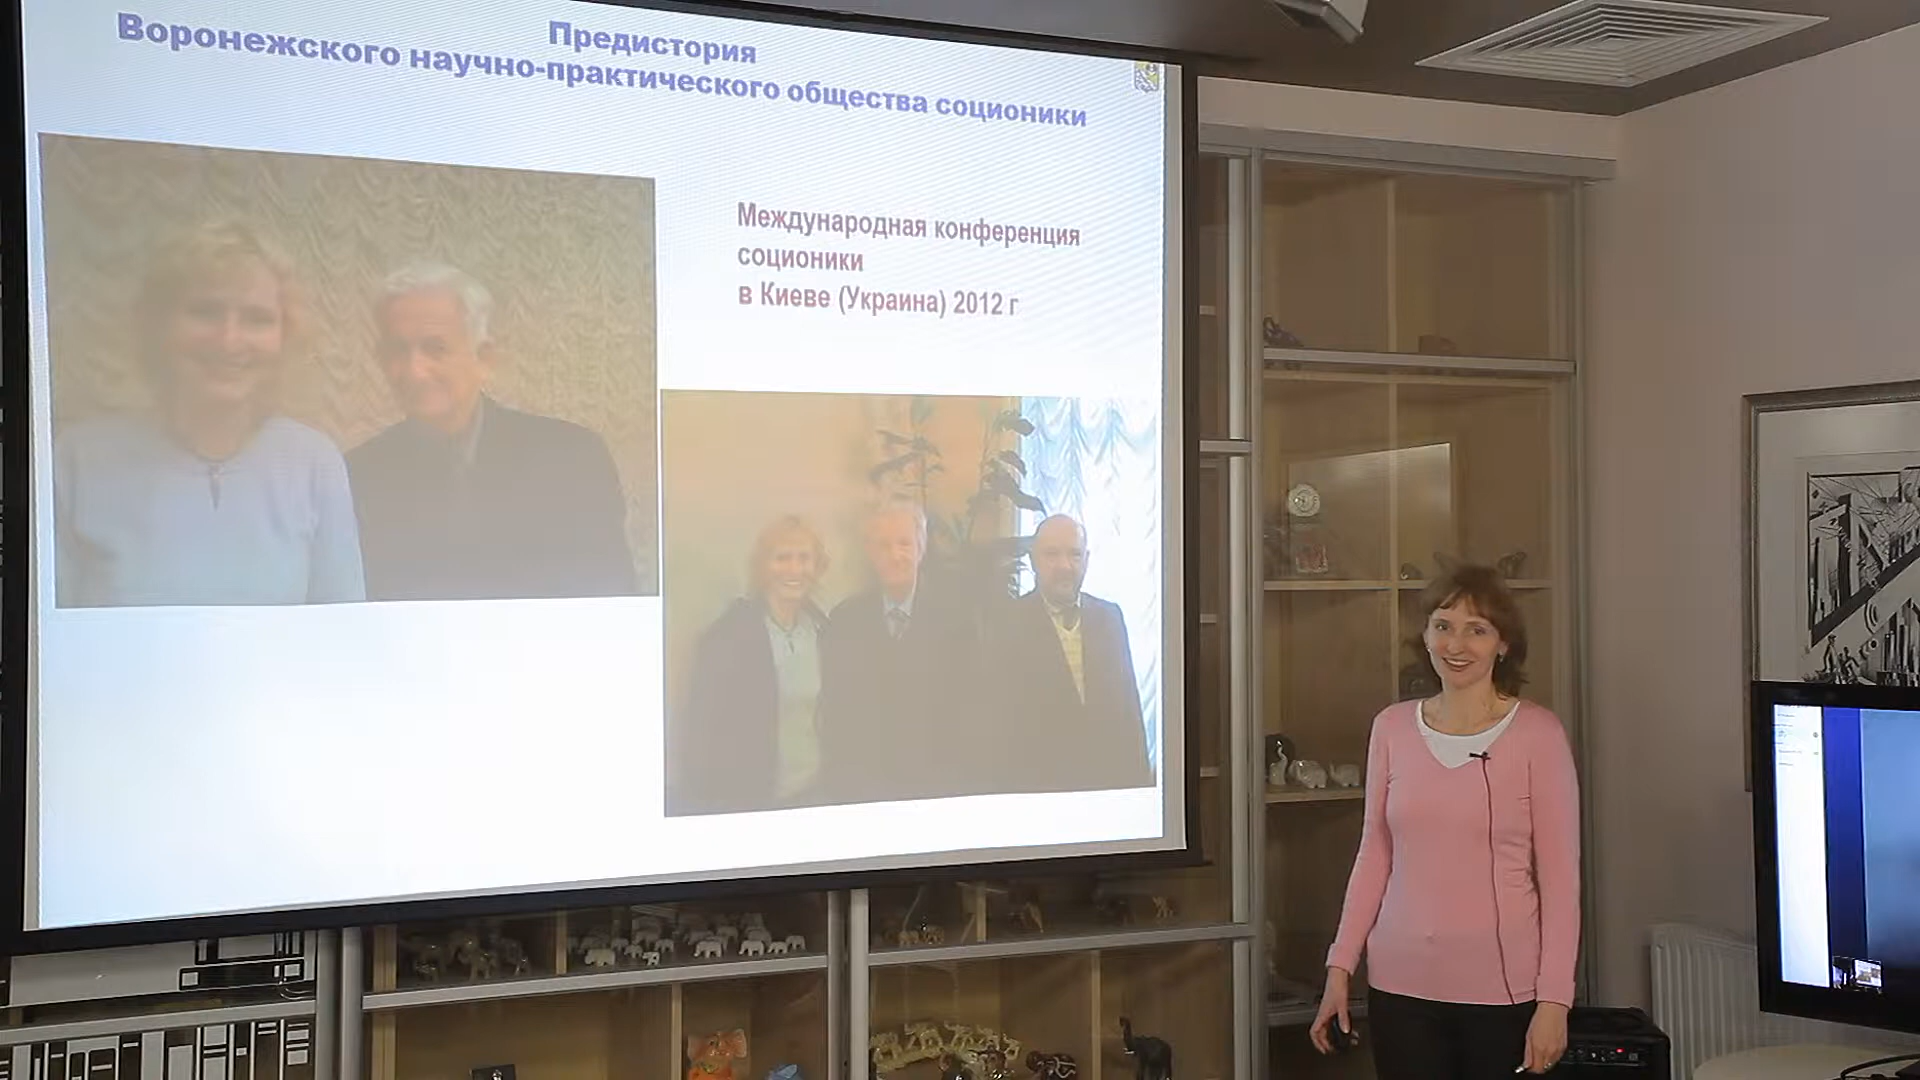 Предистория
Воронежского научно-практического общества соционики
Международная конференция
соционики
в Киеве (Украина) 2012 г